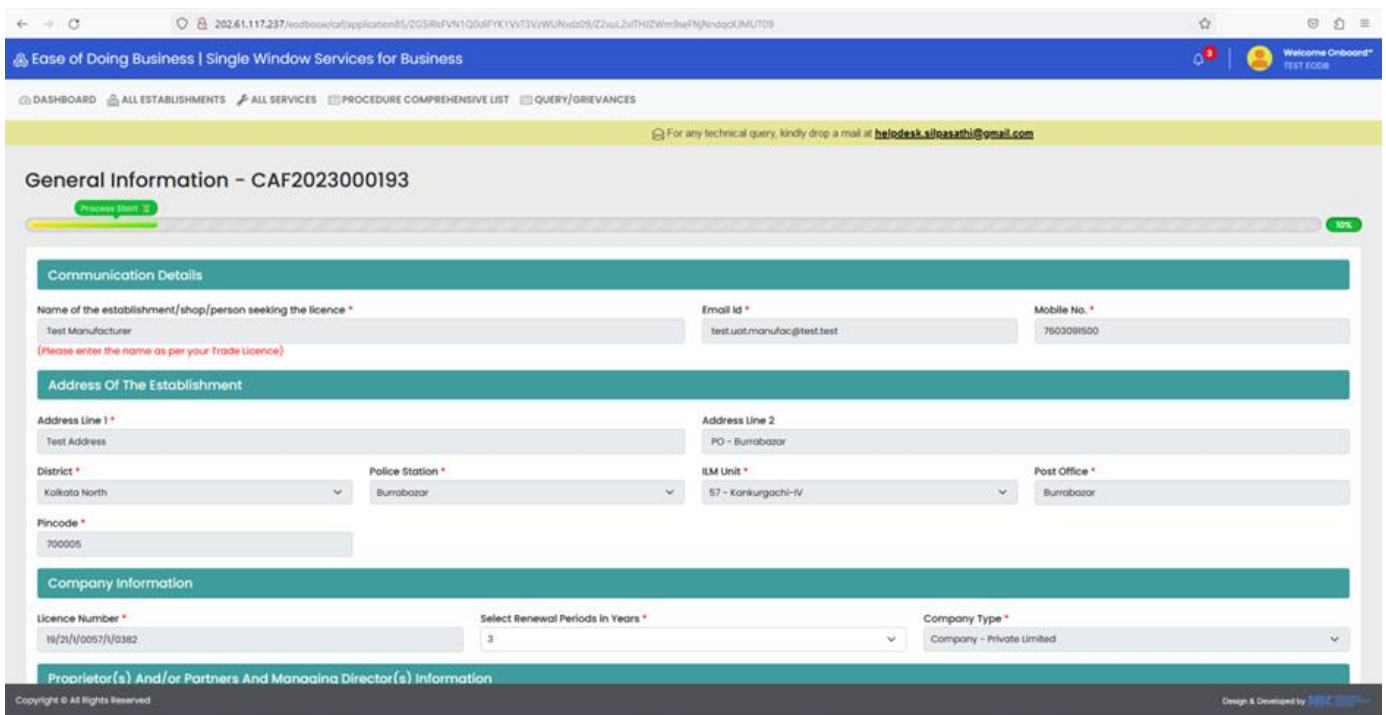 202.61.117.237
Ease of Doing Business | Single Window Services for Business
3
Welcome Onboard"
TEST EODB
DASHBOARD ALL ESTABLISHMENTS ALL SERVICES PROCEDURE COMPREHENSIVE LIST QUERY/GRIEVANCES
For any technical query, kindly drop a mail at helpdesk.silpasathi@gmail.com
General Information - CAF2023000193
Process Start
10%
Communication Details
Name of the establishment/shop/person seeking the licence * Email Id * Mobile No. *
Test Manufacturer test.uat.manufac@test.test 7603091500
(Please enter the name as per your Trade Licence)
Address Of The Establishment
Address Line 1 * Address Line 2
Test Address PO - Burrabazar
District * Police Station * ILM Unit * Post Office *
Kolkata North Burrabazar 57 - Kankurgachi-IV Burrabazar
Pincode *
700005
Company Information
Licence Number * Select Renewal Periods in Years * Company Type *
19/21/1/0057/1/0382 3 Company - Private Limited
Proprietor(s) And/or Partners And Managing Director(s) Information
Copyright © All Rights Reserved Design & Developed by NIC